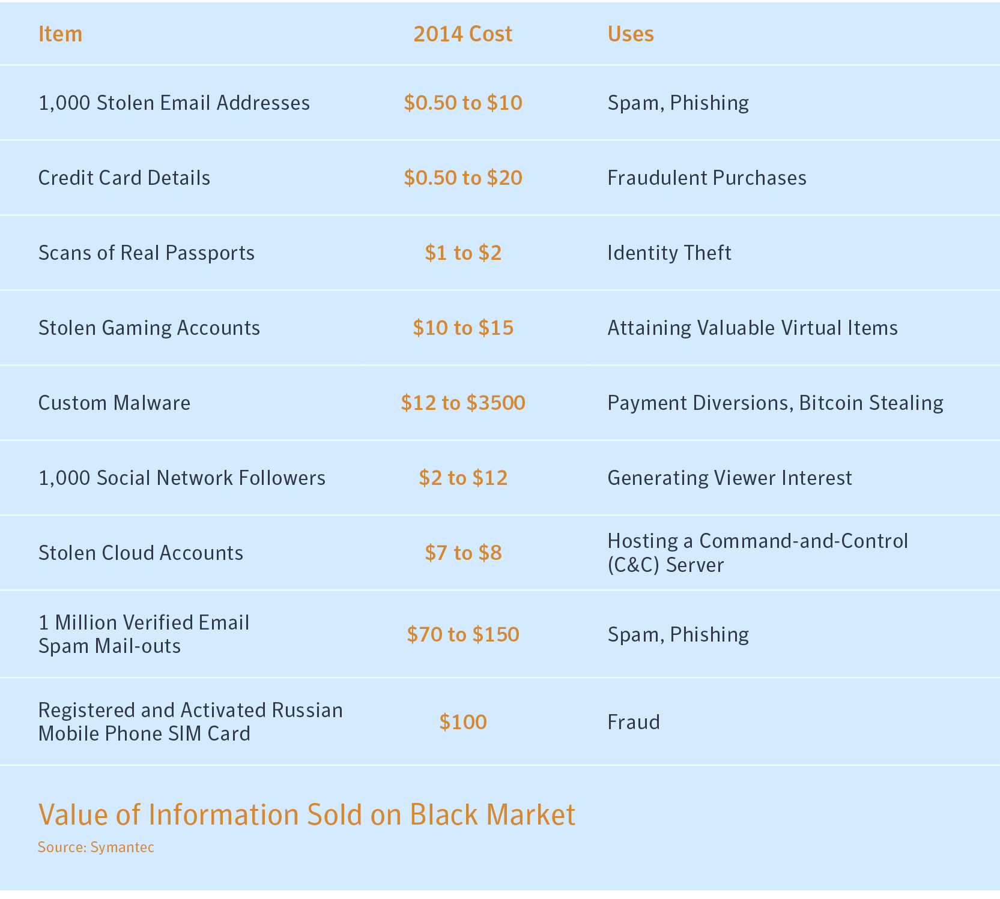 Item 2014 Cost Uses
1,000 Stolen Email Addresses $0.50 to $10 Spam, Phishing
Credit Card Details $0.50 to $20 Fraudulent Purchases
Scans of Real Passports $1 to $2 Identity Theft
Stolen Gaming Accounts $10 to $15 Attaining Valuable Virtual Items
Custom Malware $12 to $3500 Payment Diversions, Bitcoin Stealing
1,000 Social Network Followers $2 to $12 Generating Viewer Interest
Stolen Cloud Accounts $7 to $8 Hosting a Command-and-Control
(C&C) Server
1 Million Verified Email
Spam Mail-outs $70 to $150 Spam, Phishing
Registered and Activated Russian
Mobile Phone SIM Card $100 Fraud
Value of Information Sold on Black Market
Source: Symantec